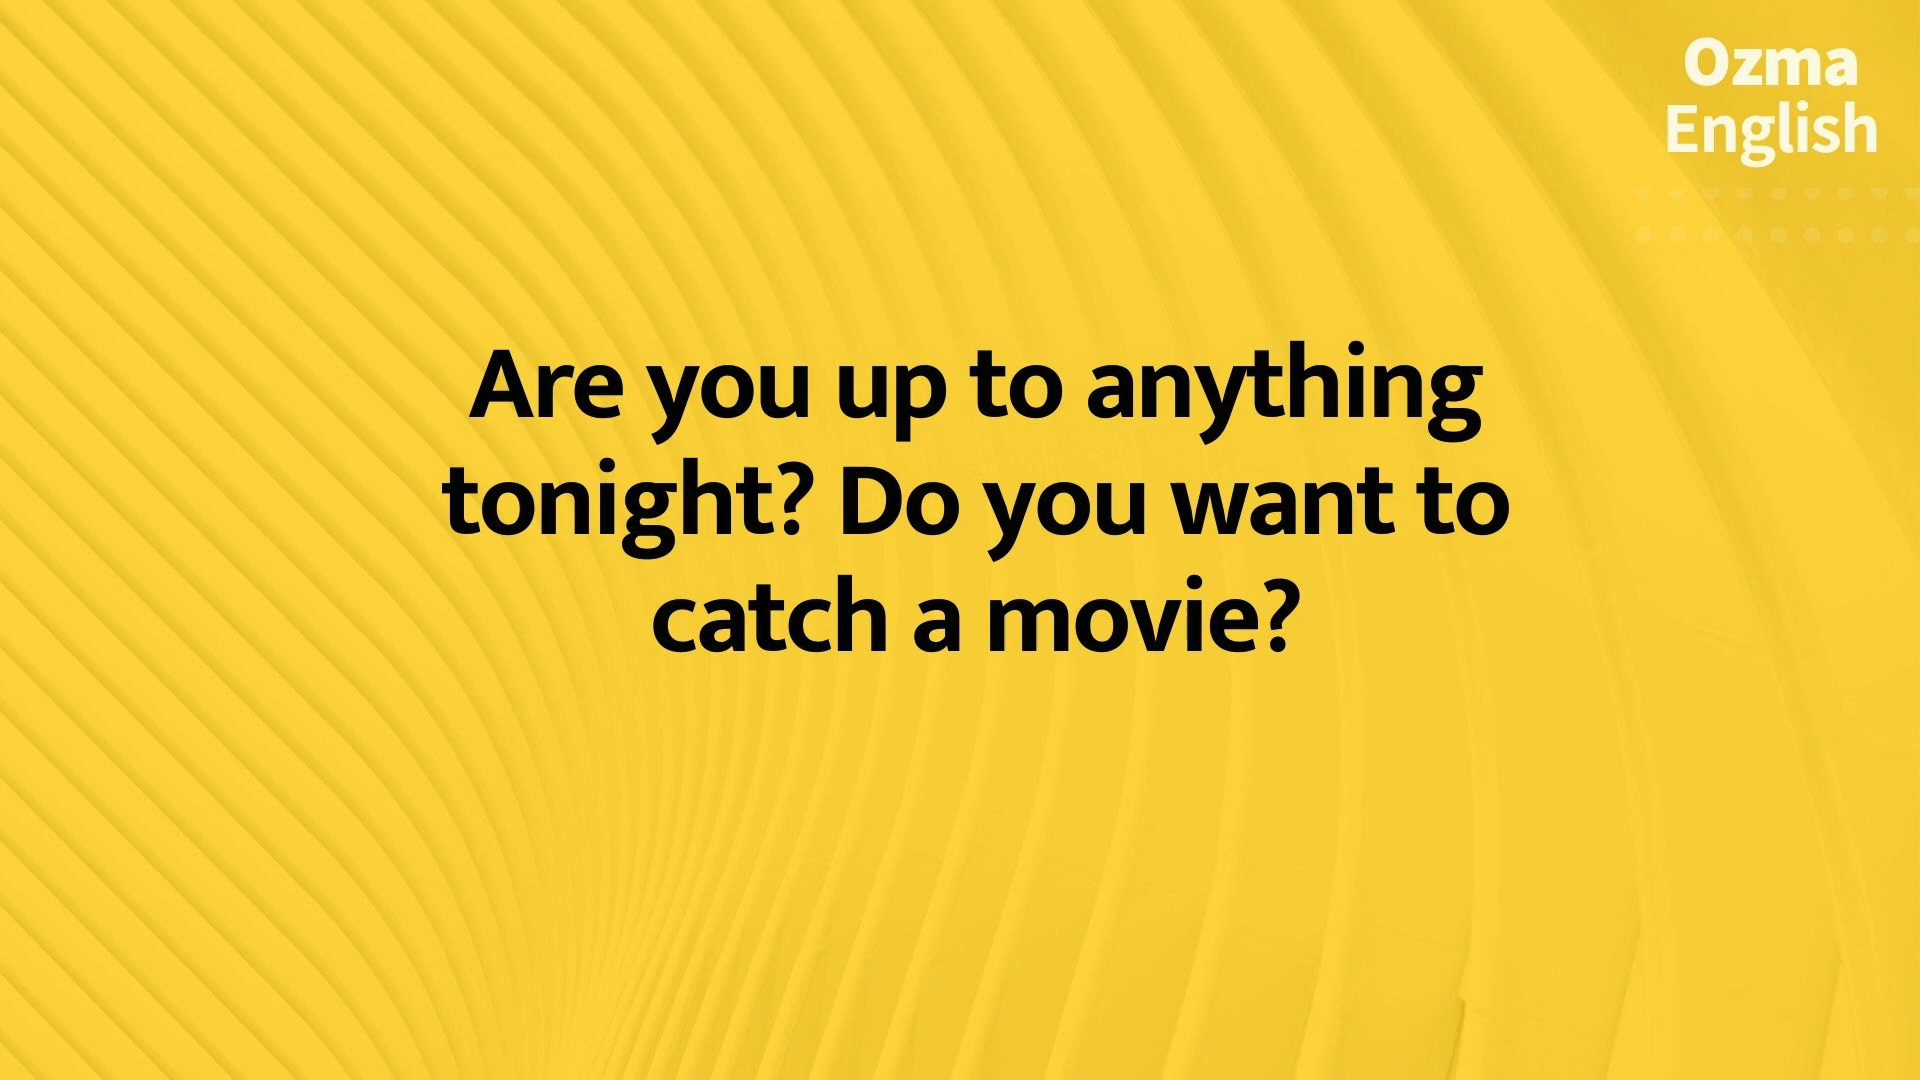 Ozma
English
Are you up to anything
tonight? Do you want to
catch a movie?